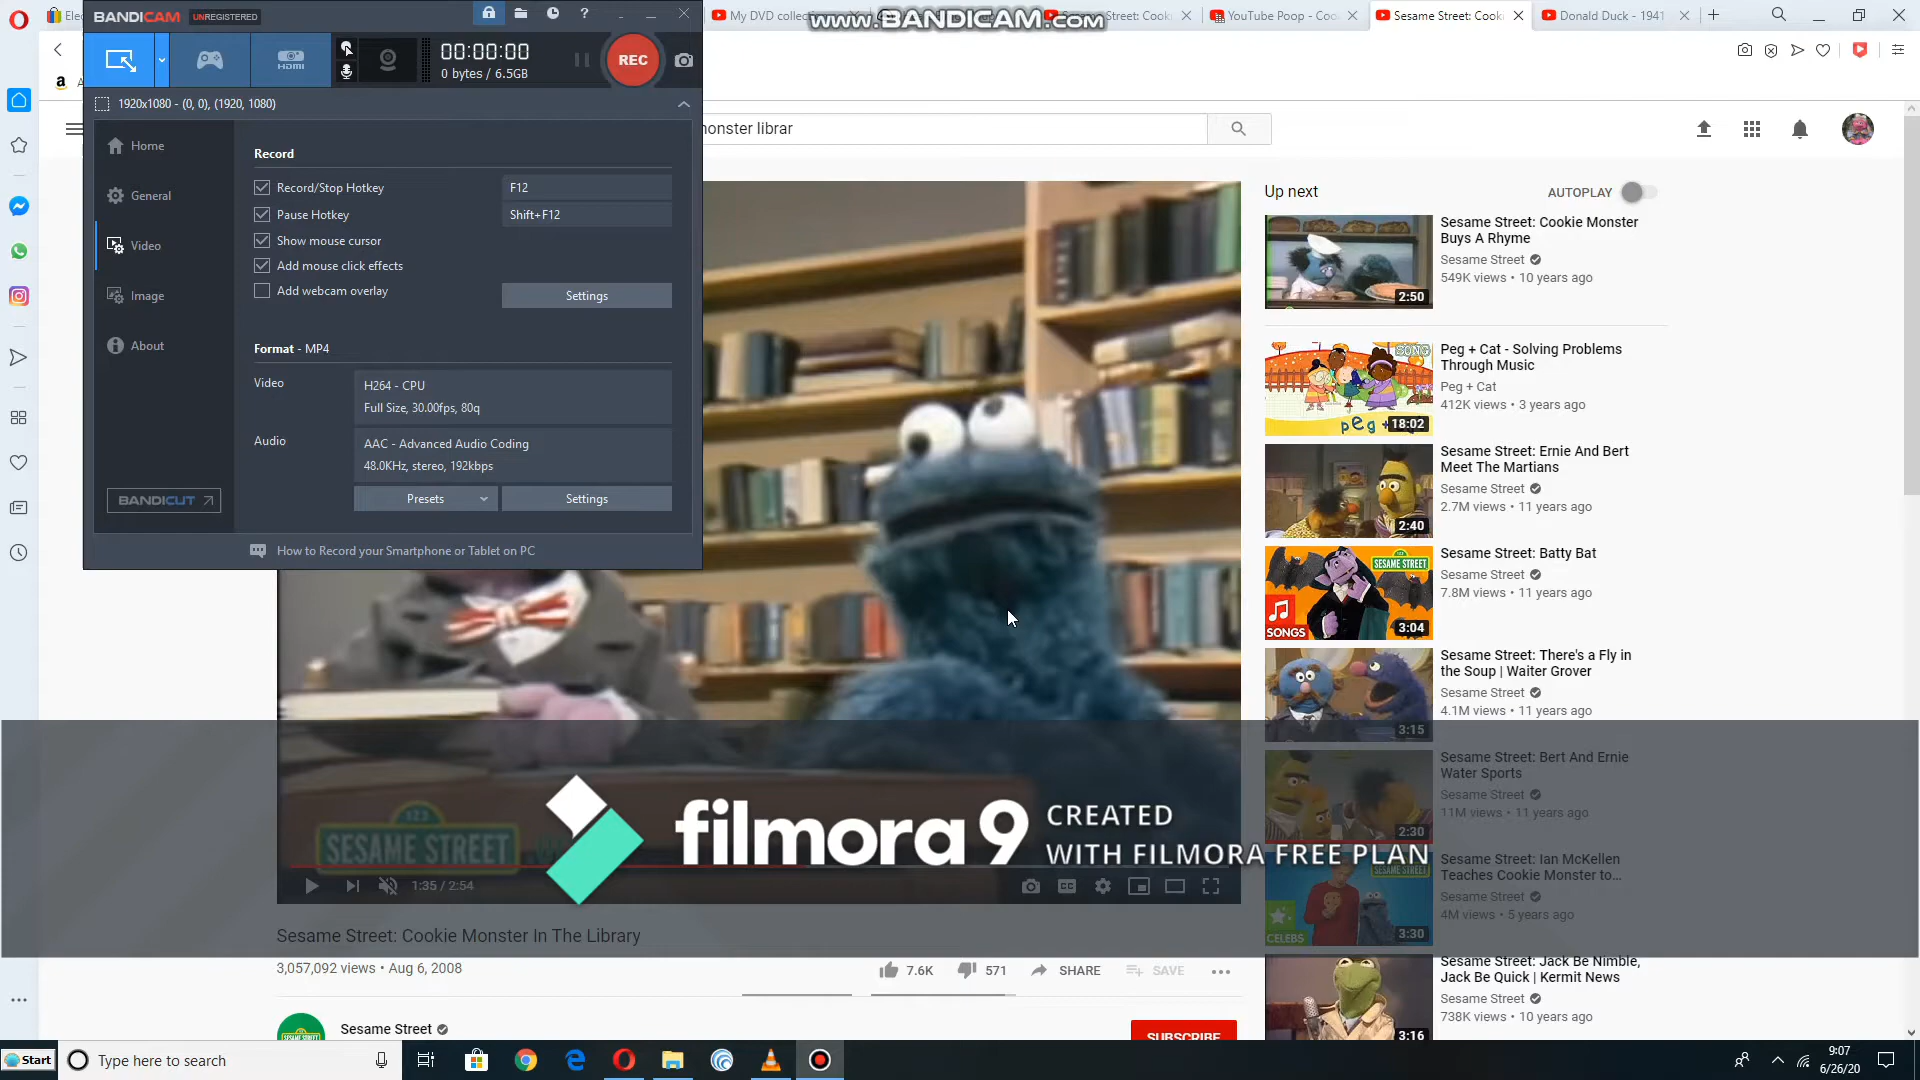 BANDICAM UNREGISTERED
www.BANDICAM.com
My DVD collec
YouTube Poop - Coo
Sesame Street: Cook
Donald Duck - 1941
00:00:00
0 bytes / 6.5GB
REC
HDMI
1920x1080 - (0, 0), (1920, 1080)
onster librar
Home
General
Video
Image
About
BANDICUT
Record
Record/Stop Hotkey F12
Pause Hotkey Shift+F12
Show mouse cursor
Add mouse click effects
Add webcam overlay Settings
Format - MP4
Video H264 - CPU
Full Size, 30.00fps, 80q
Audio AAC - Advanced Audio Coding
48.0KHz, stereo, 192kbps
Presets Settings
How to Record your Smartphone or Tablet on PC
Up next AUTOPLAY
Sesame Street: Cookie Monster
Buys A Rhyme
Sesame Street
549K views • 10 years ago
2:50
Peg + Cat - Solving Problems
Through Music
Peg + Cat
412K views • 3 years ago
SONG
peg +
18:02
Sesame Street: Ernie And Bert
Meet The Martians
Sesame Street
2.7M views • 11 years ago
2:40
Sesame Street: Batty Bat
Sesame Street
7.8M views • 11 years ago
SESAME STREET
SONGS
3:04
Sesame Street: There's a Fly in
the Soup | Waiter Grover
Sesame Street
4.1M views • 11 years ago
3:15
Sesame Street: Bert And Ernie
Water Sports
Sesame Street
11M views • 11 years ago
2:30
Sesame Street: Ian McKellen
Teaches Cookie Monster to...
Sesame Street
4M views • 5 years ago
SESAME STREET
CELEBS
3:30
Sesame Street: Jack Be Nimble,
Jack Be Quick | Kermit News
Sesame Street
738K views • 10 years ago
3:16
123
SESAME STREET
filmora9 CREATED
WITH FILMORA FREE PLAN
1:35 / 2:54
CC
Sesame Street: Cookie Monster In The Library
3,057,092 views • Aug 6, 2008
7.6K 571 SHARE SAVE
Sesame Street
SUBSCRIBE
Start
Type here to search
9:07
6/26/20